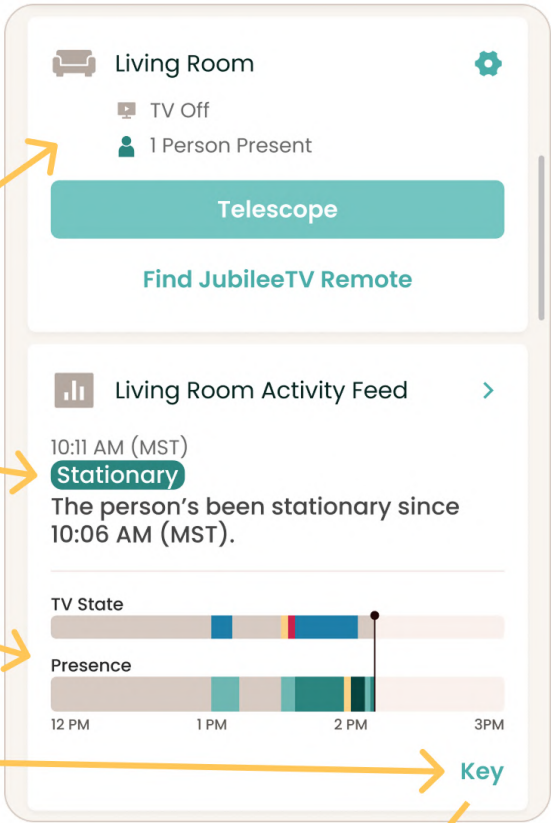 Living Room
TV Off
1 Person Present
Telescope
Find JubileeTV Remote
Living Room Activity Feed
10:11 AM (MST)
Stationary
The person's been stationary since
10:06 AM (MST).
TV State
Presence
12 PM 1 PM 2 PM 3PM
Key